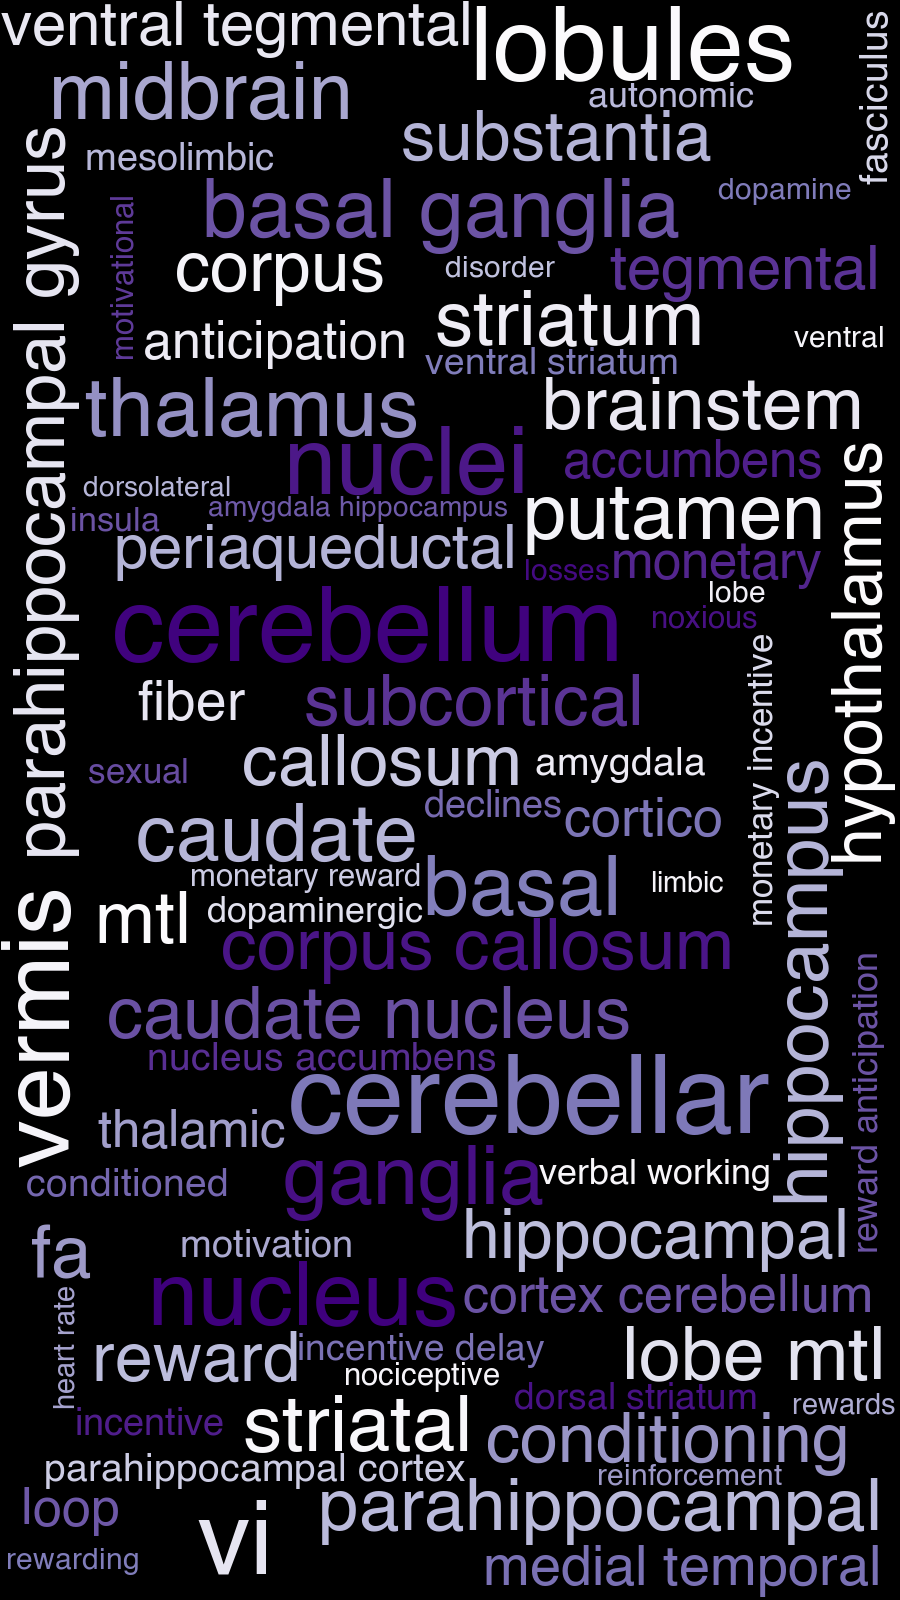 ventral tegmental
lobules
fasciculus
midbrain
autonomic
substantia
mesolimbic
basal ganglia
dopamine
parahippocampal gyrus
motivational
corpus
disorder
tegmental
striatum
anticipation
ventral
ventral striatum
thalamus
brainstem
nuclei
accumbens
hypothalamus
dorsolateral
amygdala hippocampus
insula
putamen
periaqueductal
losses
monetary
lobe
cerebellum
noxious
monetary incentive
fiber
subcortical
callosum
amygdala
sexual
hippocampus
declines
cortico
caudate
monetary reward
basal
limbic
vermis
mtl
dopaminergic
corpus callosum
reward anticipation
caudate nucleus
nucleus accumbens
cerebellar
thalamic
ganglia
verbal working
conditioned
hippocampal
fa
motivation
nucleus
cortex cerebellum
heart rate
reward
incentive delay
lobe mtl
nociceptive
dorsal striatum
rewards
incentive
striatal
conditioning
parahippocampal cortex
reinforcement
loop
vi
parahippocampal
rewarding
medial temporal